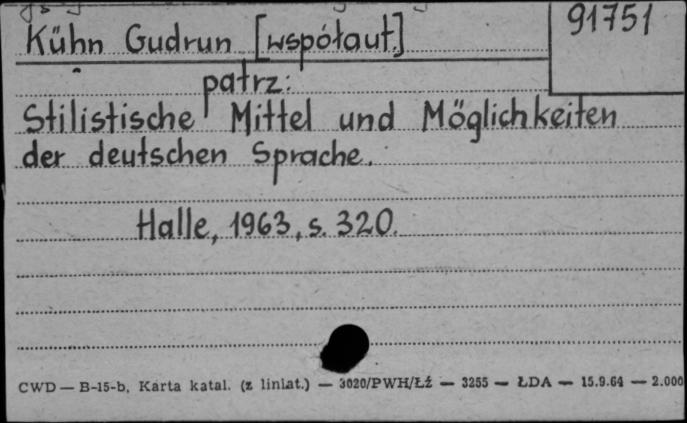 Kühn Gudrun [współaut.]
91751
patrz:
Stilistische Mittel und Möglichkeiten
der deutschen Sprache.
Halle, 1963, s. 320.
CWD — B-15-b, Karta katal. (z liniat.) — 3020/PWH/Łź — 3255 — ŁDA — 15.9.64 — 2.000